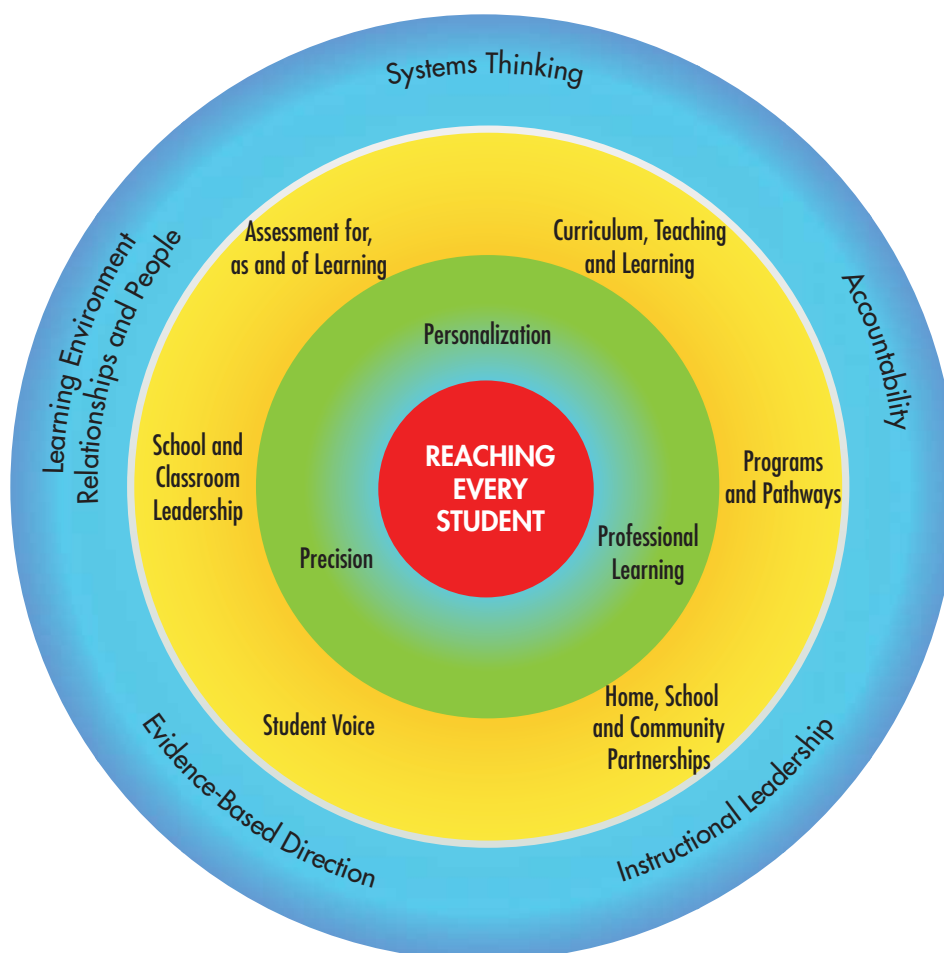 Systems Thinking
Learning Environment
Relationships and People
Accountability
Assessment for,
as and of Learning
Curriculum, Teaching
and Learning
Personalization
School and
Classroom
Leadership
REACHING
EVERY
STUDENT
Programs
and Pathways
Precision
Professional
Learning
Student Voice
Home, School
and Community
Partnerships
Evidence-Based Direction
Instructional Leadership